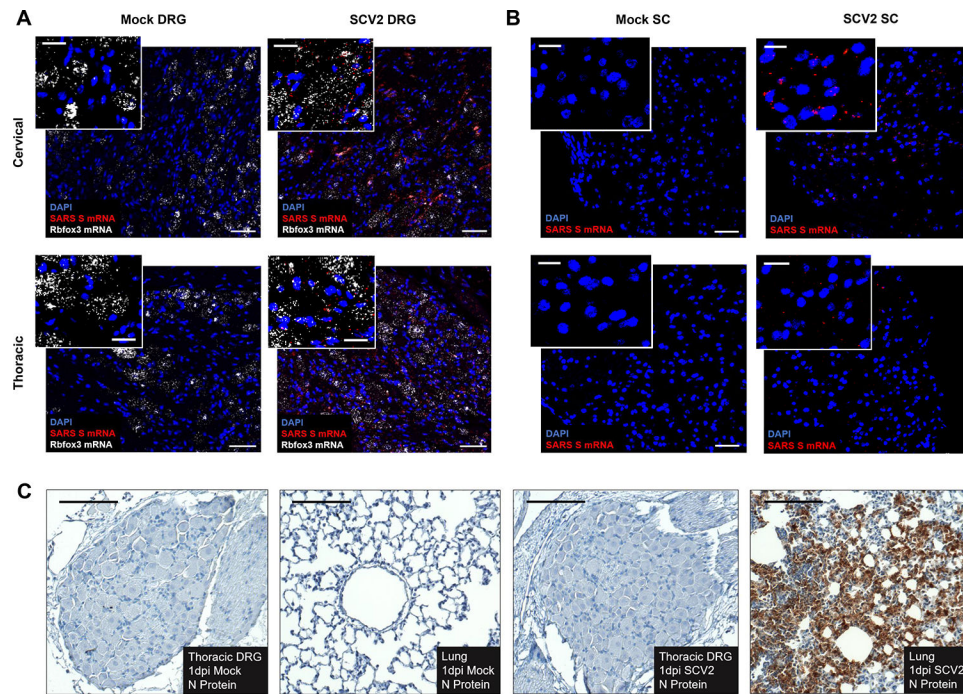 A
Mock DRG
SCV2 DRG
B
Mock SC
SCV2 SC
Cervical
DAPI
SARS S mRNA
Rbfox3 mRNA
DAPI
SARS S mRNA
Rbfox3 mRNA
DAPI
SARS S mRNA
DAPI
SARS S mRNA
Thoracic
DAPI
SARS S mRNA
Rbfox3 mRNA
DAPI
SARS S mRNA
Rbfox3 mRNA
DAPI
SARS S mRNA
DAPI
SARS S mRNA
C
Thoracic DRG
1dpi Mock
N Protein
Lung
1dpi Mock
N Protein
Thoracic DRG
1dpi SCV2
N Protein
Lung
1dpi SCV2
N Protein